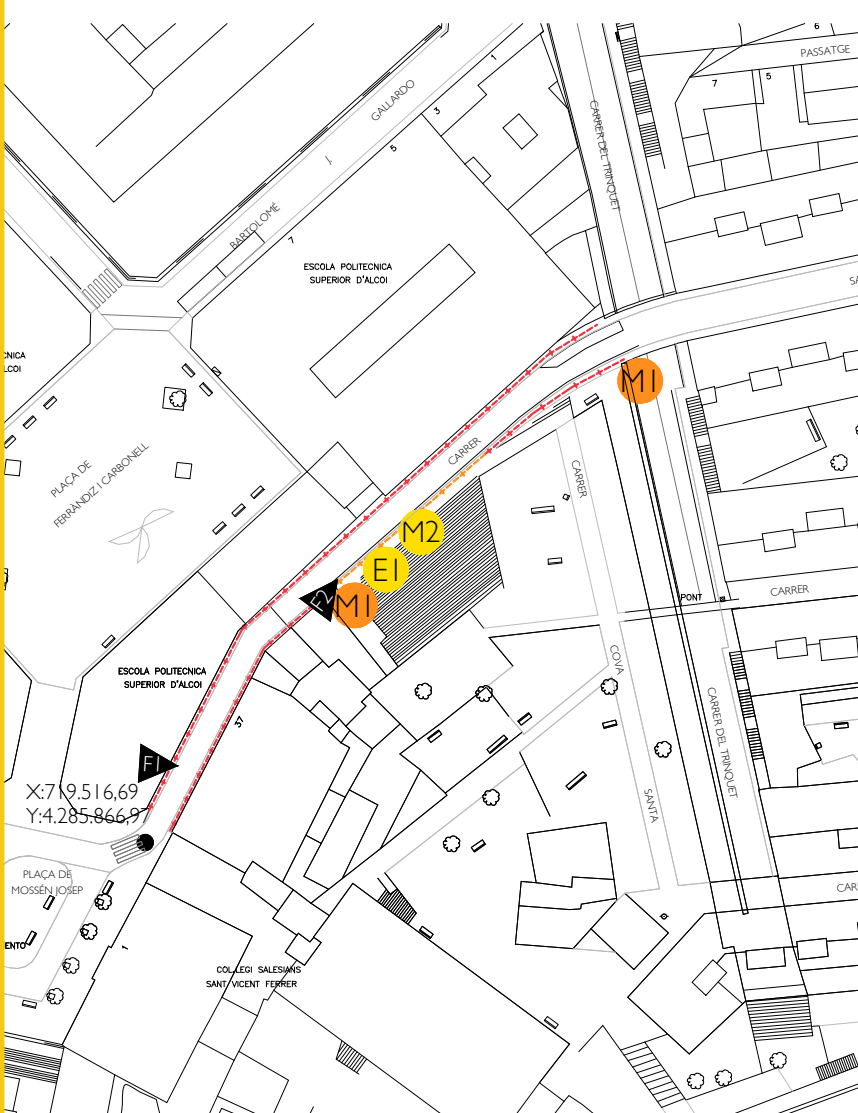 6
PASSATGE
1
7
5
GALLARDO
J.
3
5
CARRER DEL TRINQUET
BARTOLOMÉ
7
ESCOLA POLITECNICA
SUPERIOR D'ALCOI
SA
CNICA
LCOI
M1
PLAÇA DE
FERRANDIZ I CARBONELL
CARRER
CARRER
M2
E1
F2
M1
PONT
CARRER
ESCOLA POLITECNICA
SUPERIOR D'ALCOI
COVA
37
CARRER DEL TRINQUET
F1
X:719.516,69
Y:4.285.866,97
SANTA
PLAÇA DE
MOSSÉN JOSEP
CAR
ENTO
1
COL.LEGI SALESIANS
SANT VICENT FERRER